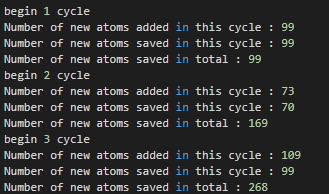 begin 1 cycle
Number of new atoms added in this cycle : 99
Number of new atoms saved in this cycle : 99
Number of new atoms saved in total : 99
begin 2 cycle
Number of new atoms added in this cycle : 73
Number of new atoms saved in this cycle : 70
Number of new atoms saved in total : 169
begin 3 cycle
Number of new atoms added in this cycle : 109
Number of new atoms saved in this cycle : 99
Number of new atoms saved in total : 268